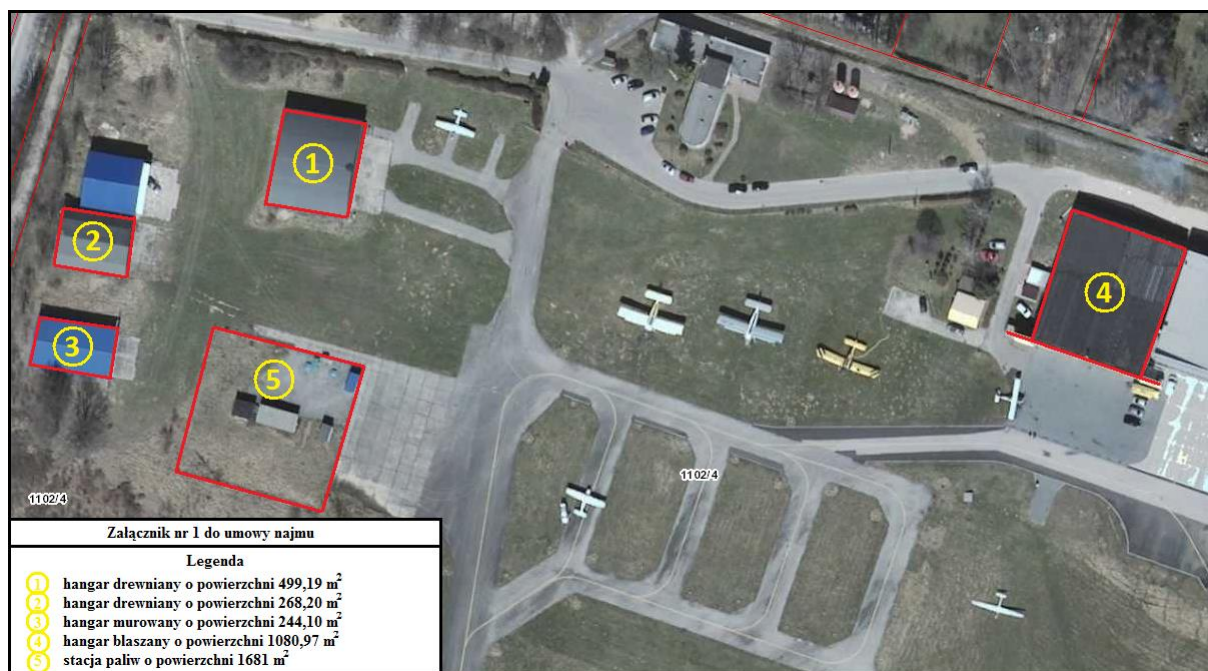 1
2
3
4
5
1102/4
1102/4
Załącznik nr 1 do umowy najmu
Legenda
1 hangar drewniany o powierzchni 499,19 m²
2 hangar drewniany o powierzchni 268,20 m²
3 hangar murowany o powierzchni 244,10 m²
4 hangar blaszany o powierzchni 1080,97 m²
5 stacja paliw o powierzchni 1681 m²